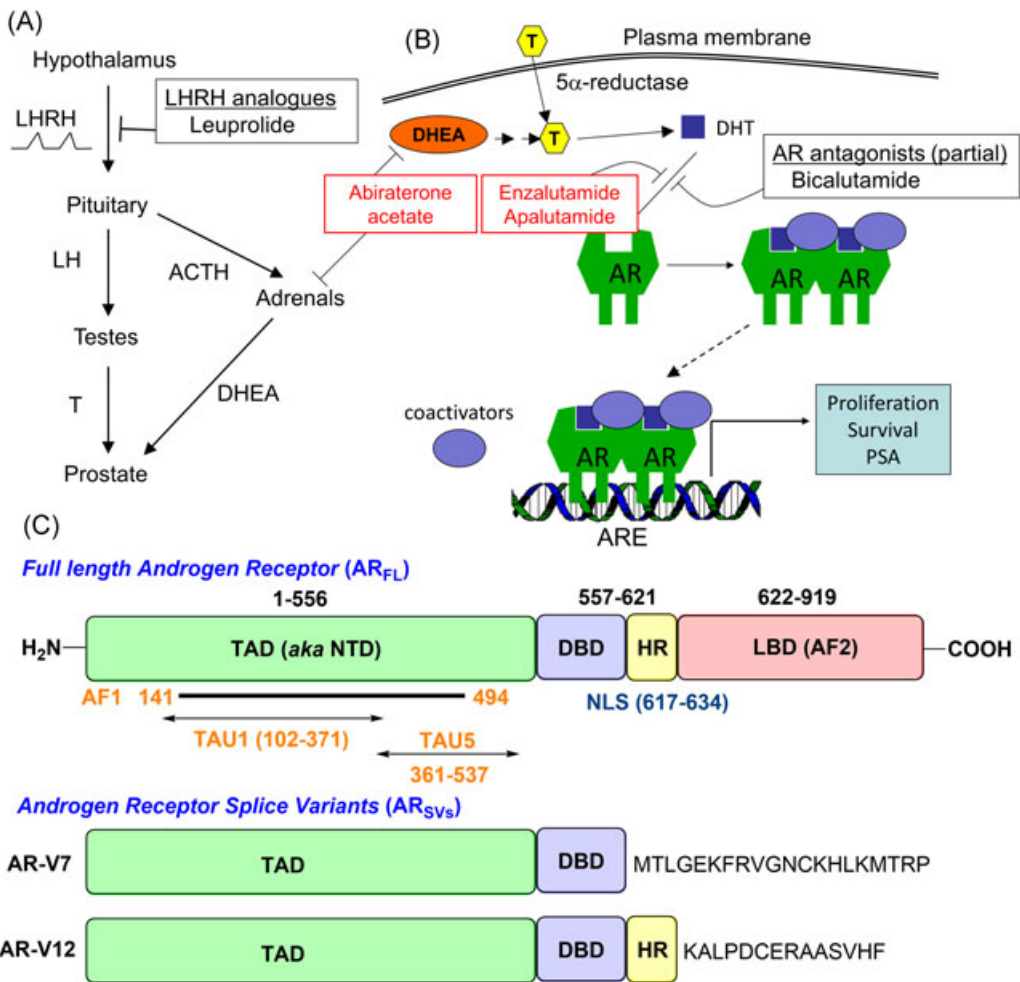 (A)
Hypothalamus
LHRH
LHRH analogues
Leuprolide
Pituitary
LH
ACTH
Adrenals
Testes
T
DHEA
Prostate
(B)
T
Plasma membrane
5α-reductase
DHEA
T
DHT
Abiraterone
acetate
Enzalutamide
Apalutamide
AR antagonists (partial)
Bicalutamide
AR
AR
AR
coactivators
AR
AR
ARE
Proliferation
Survival
PSA
(C)
Full length Androgen Receptor (ARFL)
1-556
557-621
622-919
H2N
TAD (aka NTD)
DBD
HR
LBD (AF2)
COOH
AF1
141
494
NLS (617-634)
TAU1 (102-371)
TAU5
361-537
Androgen Receptor Splice Variants (ARSVs)
AR-V7
TAD
DBD
MTLGEKFRVGNCKHLKMTRP
AR-V12
TAD
DBD
HR
KALPDCERAASVHF